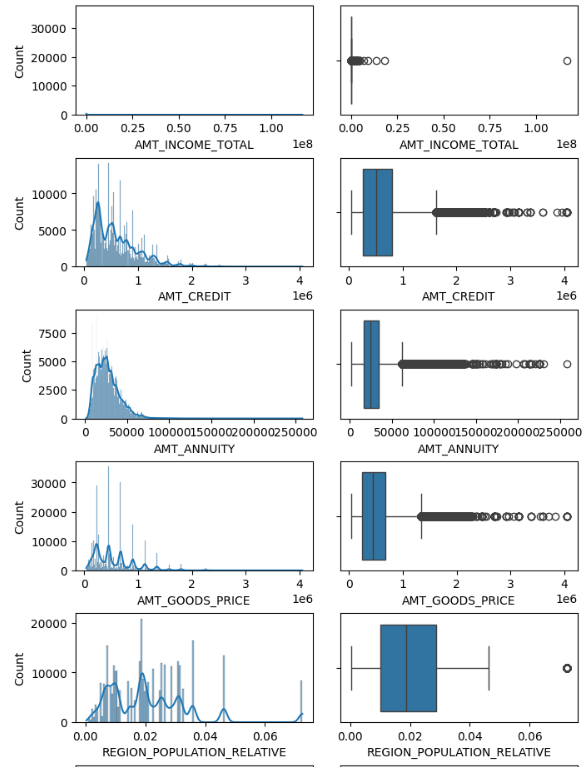 30000
20000
10000
0
Count
0.00 0.25 0.50 0.75 1.00
1e8
AMT_INCOME_TOTAL
0.00 0.25 0.50 0.75 1.00
1e8
AMT_INCOME_TOTAL
10000
5000
0
Count
0 1 2 3 4
1e6
AMT_CREDIT
0 1 2 3 4
1e6
AMT_CREDIT
7500
5000
2500
0
Count
0 50000 100000 150000 200000 250000
AMT_ANNUITY
0 50000 100000 150000 200000 250000
AMT_ANNUITY
30000
20000
10000
0
Count
0 1 2 3 4
1e6
AMT_GOODS_PRICE
0 1 2 3 4
1e6
AMT_GOODS_PRICE
20000
10000
0
Count
0.00 0.02 0.04 0.06
REGION_POPULATION_RELATIVE
0.00 0.02 0.04 0.06
REGION_POPULATION_RELATIVE